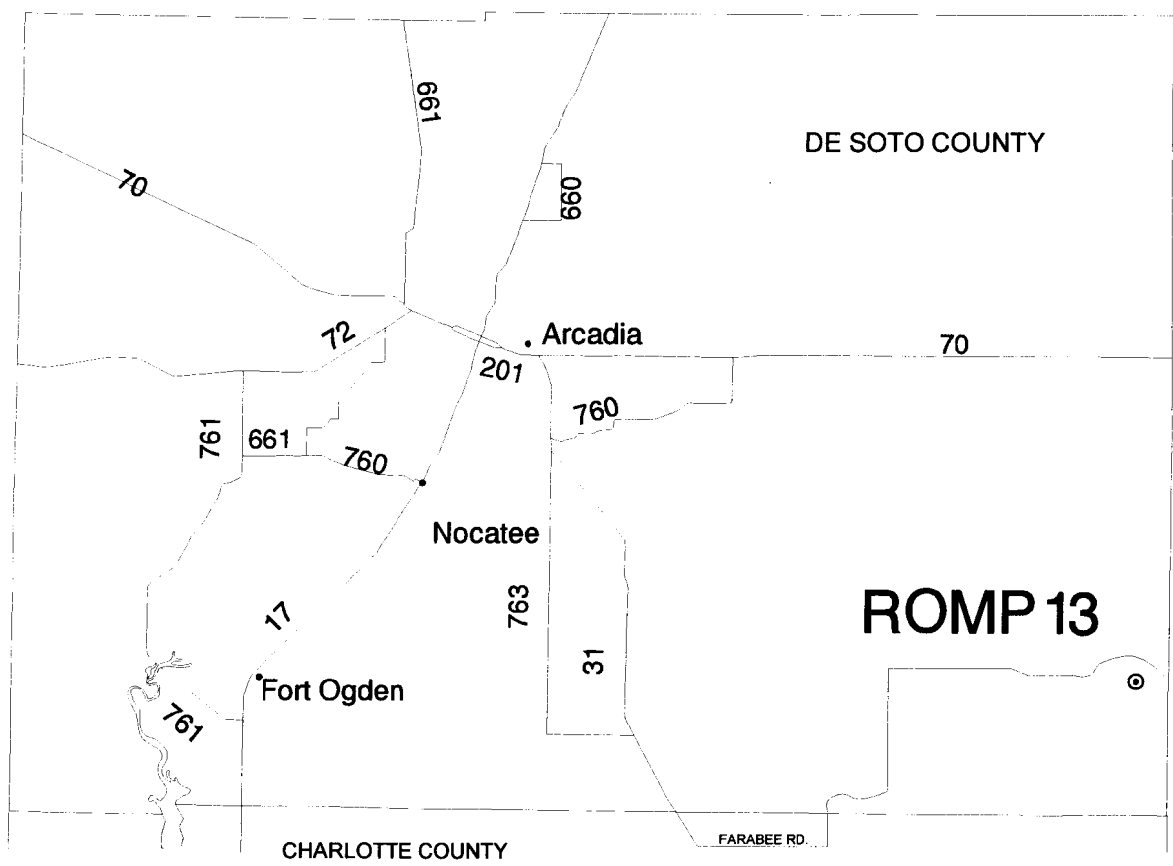 661
DE SOTO COUNTY
70
660
72
Arcadia
70
201
760
761
661
760
Nocatee
763
ROMP 13
17
31
Fort Ogden
761
FARABEE RD.
CHARLOTTE COUNTY